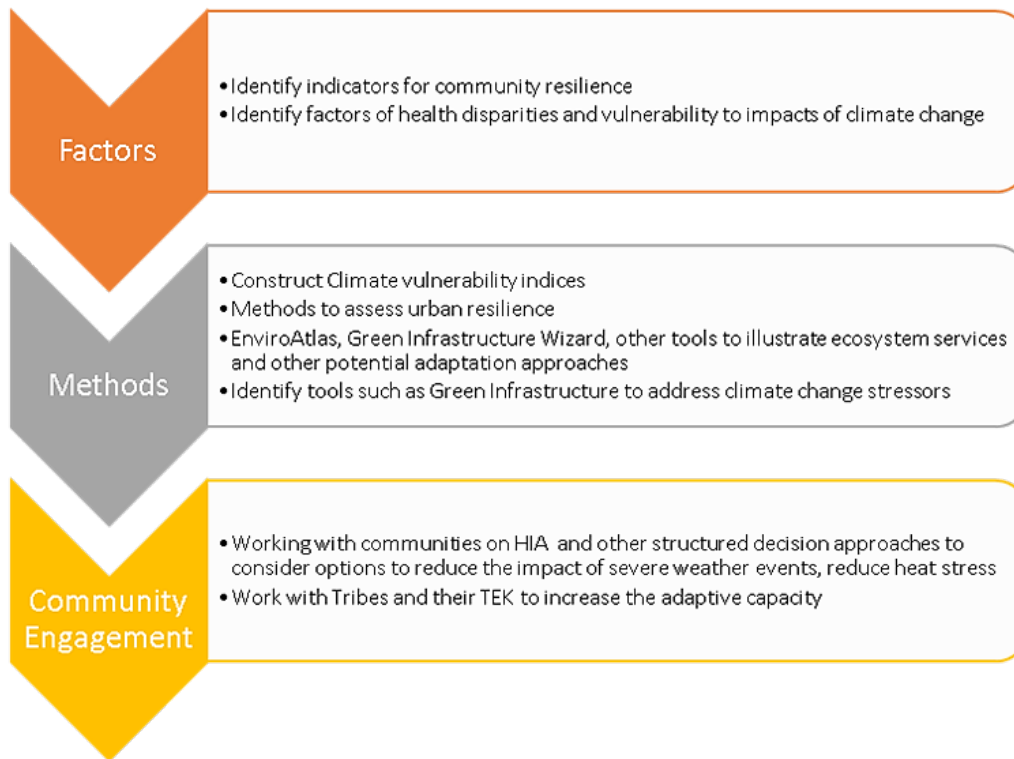 Factors
• Identify indicators for community resilience
• Identify factors of health disparities and vulnerability to impacts of climate change
Methods
• Construct Climate vulnerability indices
• Methods to assess urban resilience
• EnviroAtlas, Green Infrastructure Wizard, other tools to illustrate ecosystem services
and other potential adaptation approaches
• Identify tools such as Green Infrastructure to address climate change stressors
Community
Engagement
• Working with communities on HIA and other structured decision approaches to
consider options to reduce the impact of severe weather events, reduce heat stress
• Work with Tribes and their TEK to increase the adaptive capacity